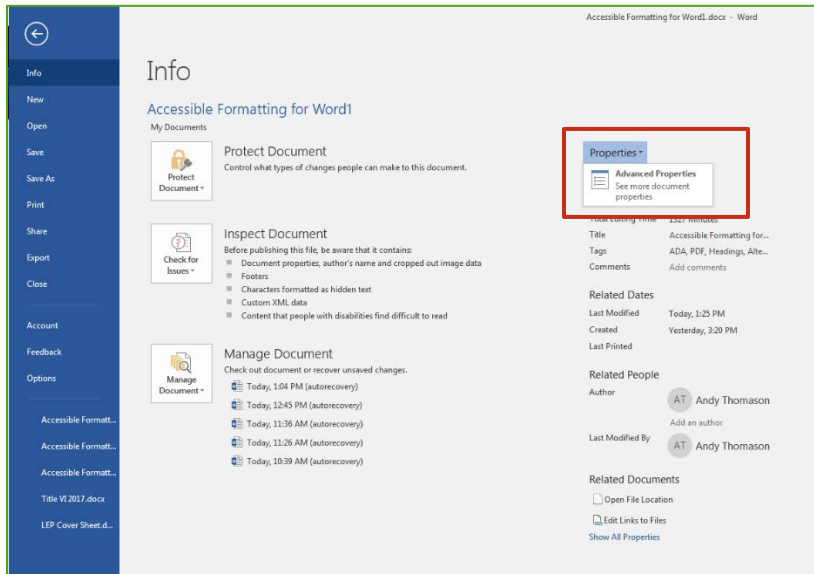 Accessible Formatting for Word1.docx - Word
Info
New
Open
Save
Save As
Print
Share
Export
Close
Account
Feedback
Options
Accessible Formatt...
Accessible Formatt...
Accessible Formatt...
Title VI 2017.docx
LEP Cover Sheet.d...
Info
Accessible Formatting for Word1
My Documents
Protect
Document
Protect Document
Control what types of changes people can make to this document.
Check for
Issues
Inspect Document
Before publishing this file, be aware that it contains:
Document properties, author's name and cropped out image data
Footers
Characters formatted as hidden text
Custom XML data
Content that people with disabilities find difficult to read
Manage
Document
Manage Document
Check out document or recover unsaved changes.
Today, 1:04 PM (autorecovery)
Today, 12:45 PM (autorecovery)
Today, 11:36 AM (autorecovery)
Today, 11:26 AM (autorecovery)
Today, 10:39 AM (autorecovery)
Properties
Advanced Properties
See more document
properties
Total Editing Time 1327 Minutes
Title Accessible Formatting for...
Tags ADA, PDF, Headings, Alte...
Comments Add comments
Related Dates
Last Modified Today, 1:25 PM
Created Yesterday, 3:20 PM
Last Printed
Related People
Author AT Andy Thomason
Add an author
Last Modified By AT Andy Thomason
Related Documents
Open File Location
Edit Links to Files
Show All Properties